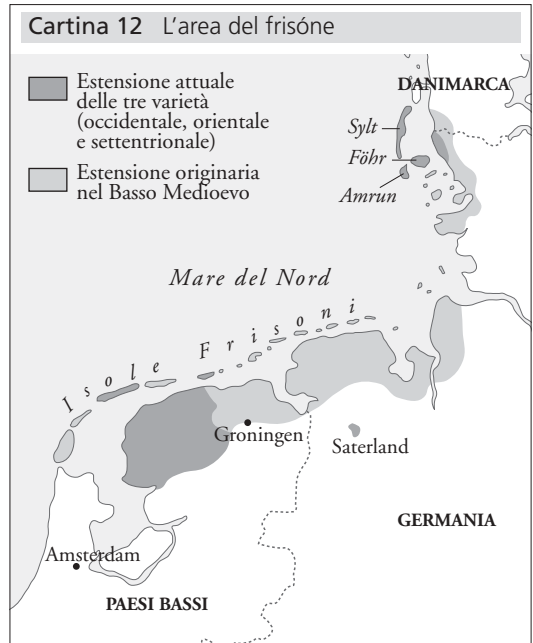 Cartina 12 L'area del frisóne
Estensione attuale
delle tre varietà
(occidentale, orientale
e settentrionale)
Estensione originaria
nel Basso Medioevo
DANIMARCA
Sylt
Föhr
Amrun
Mare del Nord
Isole Frisoni
Groningen
Saterland
GERMANIA
Amsterdam
PAESI BASSI